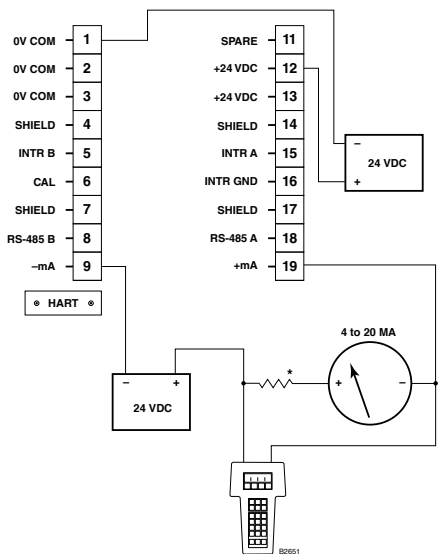 0V COM 1
0V COM 2
0V COM 3
SHIELD 4
INTR B 5
CAL 6
SHIELD 7
RS-485 B 8
–mA 9
HART
SPARE 11
+24 VDC 12
+24 VDC 13
SHIELD 14
INTR A 15
INTR GND 16
SHIELD 17
RS-485 A 18
+mA 19
–
24 VDC
+
4 to 20 MA
– +
24 VDC
*
+ –
B2651